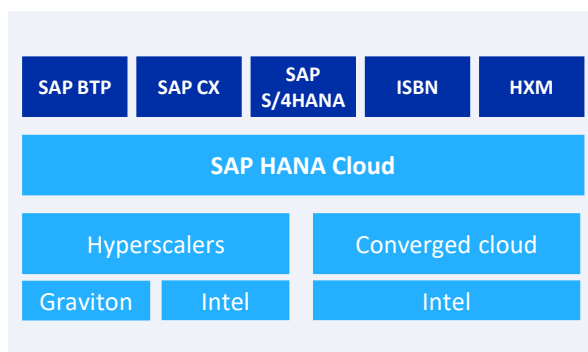 SAP BTP
SAP CX
SAP
S/4HANA
ISBN
HXM
SAP HANA Cloud
Hyperscalers
Converged cloud
Graviton
Intel
Intel